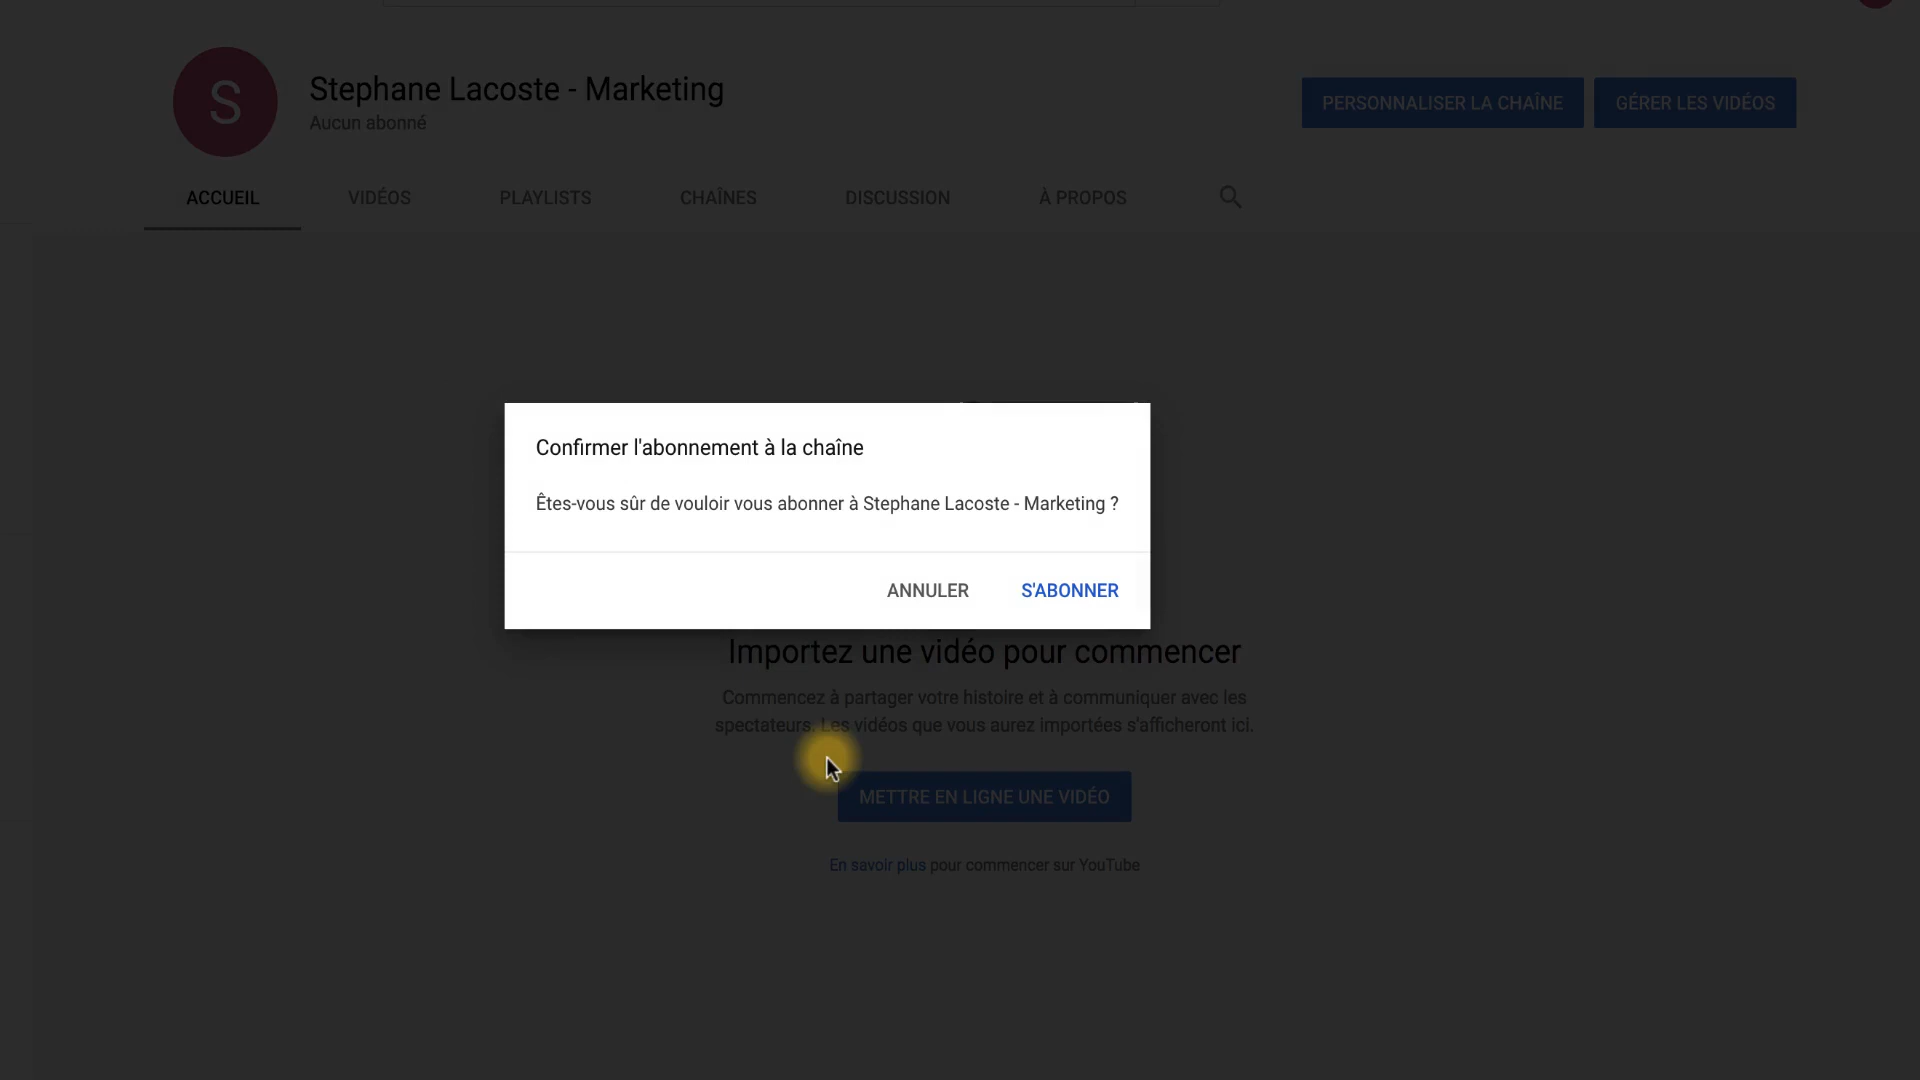 S
Stephane Lacoste - Marketing
Aucun abonné
PERSONNALISER LA CHAÎNE
GÉRER LES VIDÉOS
ACCUEIL
VIDÉOS
PLAYLISTS
CHAÎNES
DISCUSSION
À PROPOS
Confirmer l'abonnement à la chaîne
Êtes-vous sûr de vouloir vous abonner à Stephane Lacoste - Marketing ?
ANNULER
S'ABONNER
Importez une vidéo pour commencer
Commencez à partager votre histoire et à communiquer avec les
spectateurs. Les vidéos que vous aurez importées s'afficheront ici.
METTRE EN LIGNE UNE VIDÉO
En savoir plus pour commencer sur YouTube